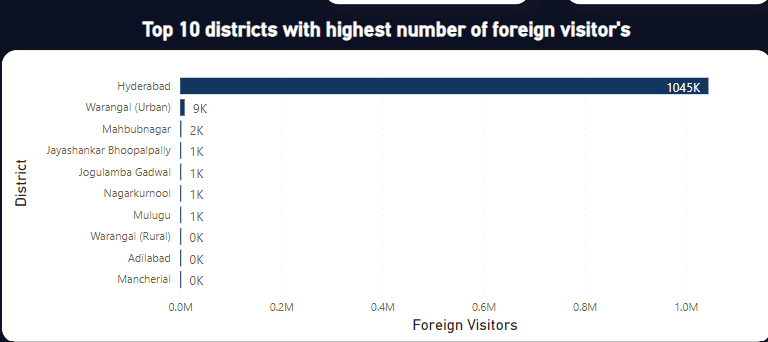 Top 10 districts with highest number of foreign visitor's
District
Hyderabad 1045K
Warangal (Urban) 9K
Mahbubnagar 2K
Jayashankar Bhoopalpally 1K
Jogulamba Gadwal 1K
Nagarkurnool 1K
Mulugu 1K
Warangal (Rural) 0K
Adilabad 0K
Mancherial 0K
0.0M 0.2M 0.4M 0.6M 0.8M 1.0M
Foreign Visitors